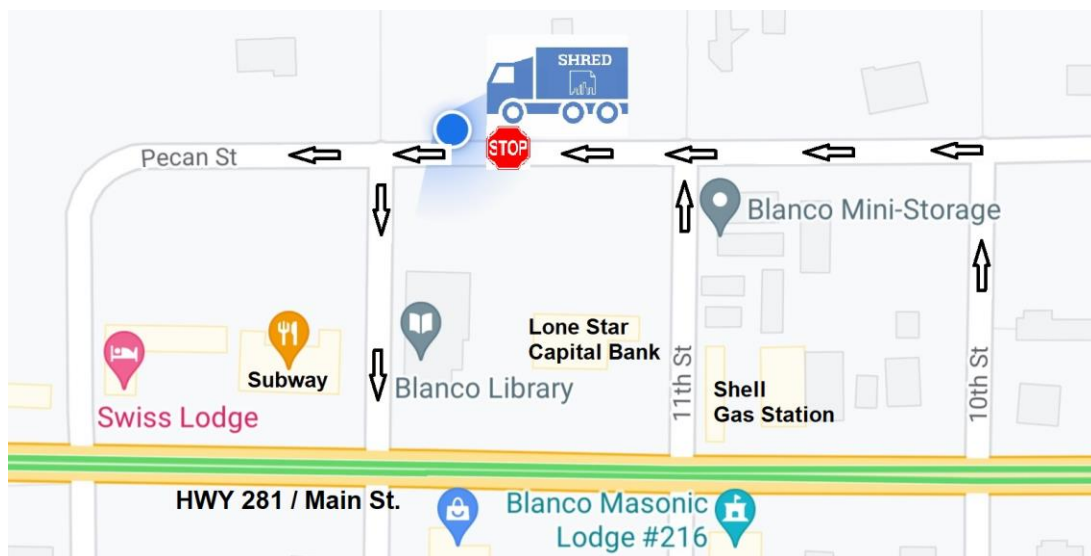 SHRED
STOP
Pecan St
Blanco Mini-Storage
Lone Star
Capital Bank
Subway
Blanco Library
11th St
Shell
Gas Station
10th St
Swiss Lodge
HWY 281 / Main St.
Blanco Masonic
Lodge #216